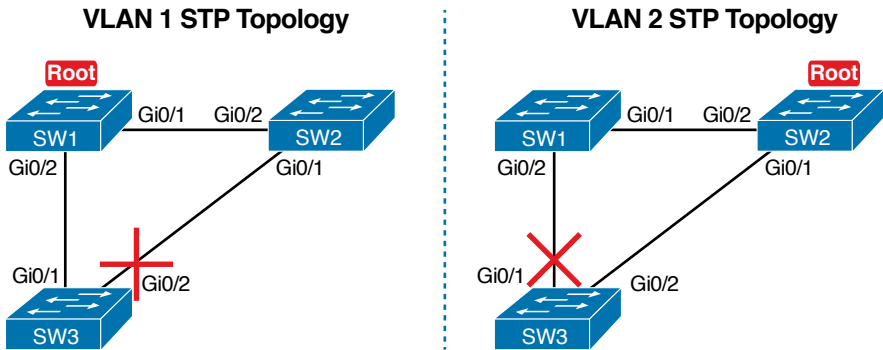 VLAN 1 STP Topology
Root
SW1
Gi0/1
Gi0/2
SW2
Gi0/2
Gi0/1
Gi0/1
Gi0/2
SW3
VLAN 2 STP Topology
Root
SW1
Gi0/1
Gi0/2
SW2
Gi0/2
Gi0/1
Gi0/1
Gi0/2
SW3